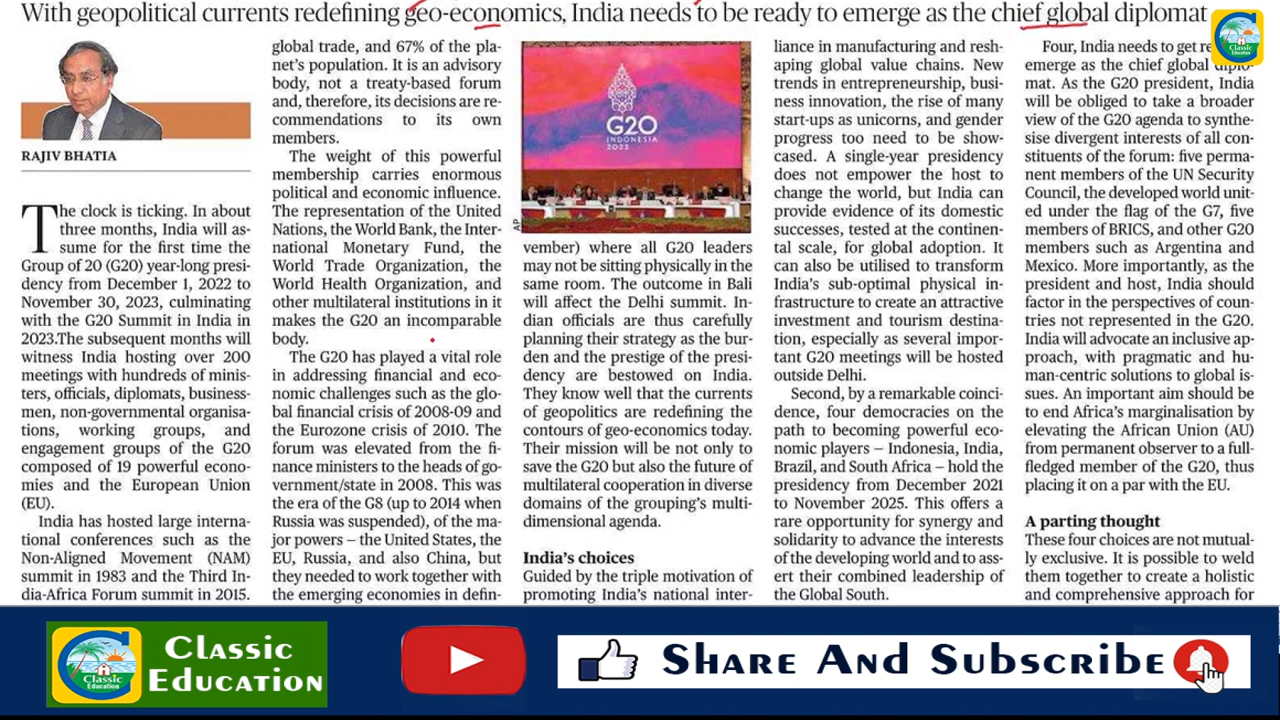 With geopolitical currents redefining geo-economics, India needs to be ready to emerge as the chief global diplomat
RAJIV BHATIA
The clock is ticking. In about
three months, India will as-
sume for the first time the
Group of 20 (G20) year-long presi-
dency from December 1, 2022 to
November 30, 2023, culminating
with the G20 Summit in India in
2023.The subsequent months will
witness India hosting over 200
meetings with hundreds of minis-
ters, officials, diplomats, business-
men, non-governmental organisa-
tions, working groups, and
engagement groups of the G20
composed of 19 powerful econo-
mies and the European Union
(EU).
India has hosted large interna-
tional conferences such as the
Non-Aligned Movement (NAM)
summit in 1983 and the Third In-
dia-Africa Forum summit in 2015.
global trade, and 67% of the pla-
net's population. It is an advisory
body, not a treaty-based forum
and, therefore, its decisions are re-
commendations to its own
members.
The weight of this powerful
membership carries enormous
political and economic influence.
The representation of the United
Nations, the World Bank, the Inter-
national Monetary Fund, the
World Trade Organization, the
World Health Organization, and
other multilateral institutions in it
makes the G20 an incomparable
body.
The G20 has played a vital role
in addressing financial and eco-
nomic challenges such as the glo-
bal financial crisis of 2008-09 and
the Eurozone crisis of 2010. The
forum was elevated from the fi-
nance ministers to the heads of go-
vernment/state in 2008. This was
the era of the G8 (up to 2014 when
Russia was suspended), of the ma-
jor powers – the United States, the
EU, Russia, and also China, but
they needed to work together with
the emerging economies in defin-
G20
INDONESIA
2022
AP
vember) where all G20 leaders
may not be sitting physically in the
same room. The outcome in Bali
will affect the Delhi summit. In-
dian officials are thus carefully
planning their strategy as the bur-
den and the prestige of the presi-
dency are bestowed on India.
They know well that the currents
of geopolitics are redefining the
contours of geo-economics today.
Their mission will be not only to
save the G20 but also the future of
multilateral cooperation in diverse
domains of the grouping's multi-
dimensional agenda.
India's choices
Guided by the triple motivation of
promoting India's national inter-
liance in manufacturing and resh-
aping global value chains. New
trends in entrepreneurship, busi-
ness innovation, the rise of many
start-ups as unicorns, and gender
progress too need to be show-
cased. A single-year presidency
does not empower the host to
change the world, but India can
provide evidence of its domestic
successes, tested at the continen-
tal scale, for global adoption. It
can also be utilised to transform
India's sub-optimal physical in-
frastructure to create an attractive
investment and tourism destina-
tion, especially as several impor-
tant G20 meetings will be hosted
outside Delhi.
Second, by a remarkable coinci-
dence, four democracies on the
path to becoming powerful eco-
nomic players – Indonesia, India,
Brazil, and South Africa – hold the
presidency from December 2021
to November 2025. This offers a
rare opportunity for synergy and
solidarity to advance the interests
of the developing world and to ass-
ert their combined leadership of
the Global South.
Four, India needs to get
emerge as the chief global diplo-
mat. As the G20 president, India
will be obliged to take a broader
view of the G20 agenda to synthe-
sise divergent interests of all con-
stituents of the forum: five perma-
nent members of the UN Security
Council, the developed world unit-
ed under the flag of the G7, five
members of BRICS, and other G20
members such as Argentina and
Mexico. More importantly, as the
president and host, India should
factor in the perspectives of coun-
tries not represented in the G20.
India will advocate an inclusive ap-
proach, with pragmatic and hu-
man-centric solutions to global is-
sues. An important aim should be
to end Africa's marginalisation by
elevating the African Union (AU)
from permanent observer to a full-
fledged member of the G20, thus
placing it on a par with the EU.
A parting thought
These four choices are not mutual-
ly exclusive. It is possible to weld
them together to create a holistic
and comprehensive approach for
Classic
Education
Classic
Education
CLASSIC
EDUCATION
SHARE AND SUBSCRIBE